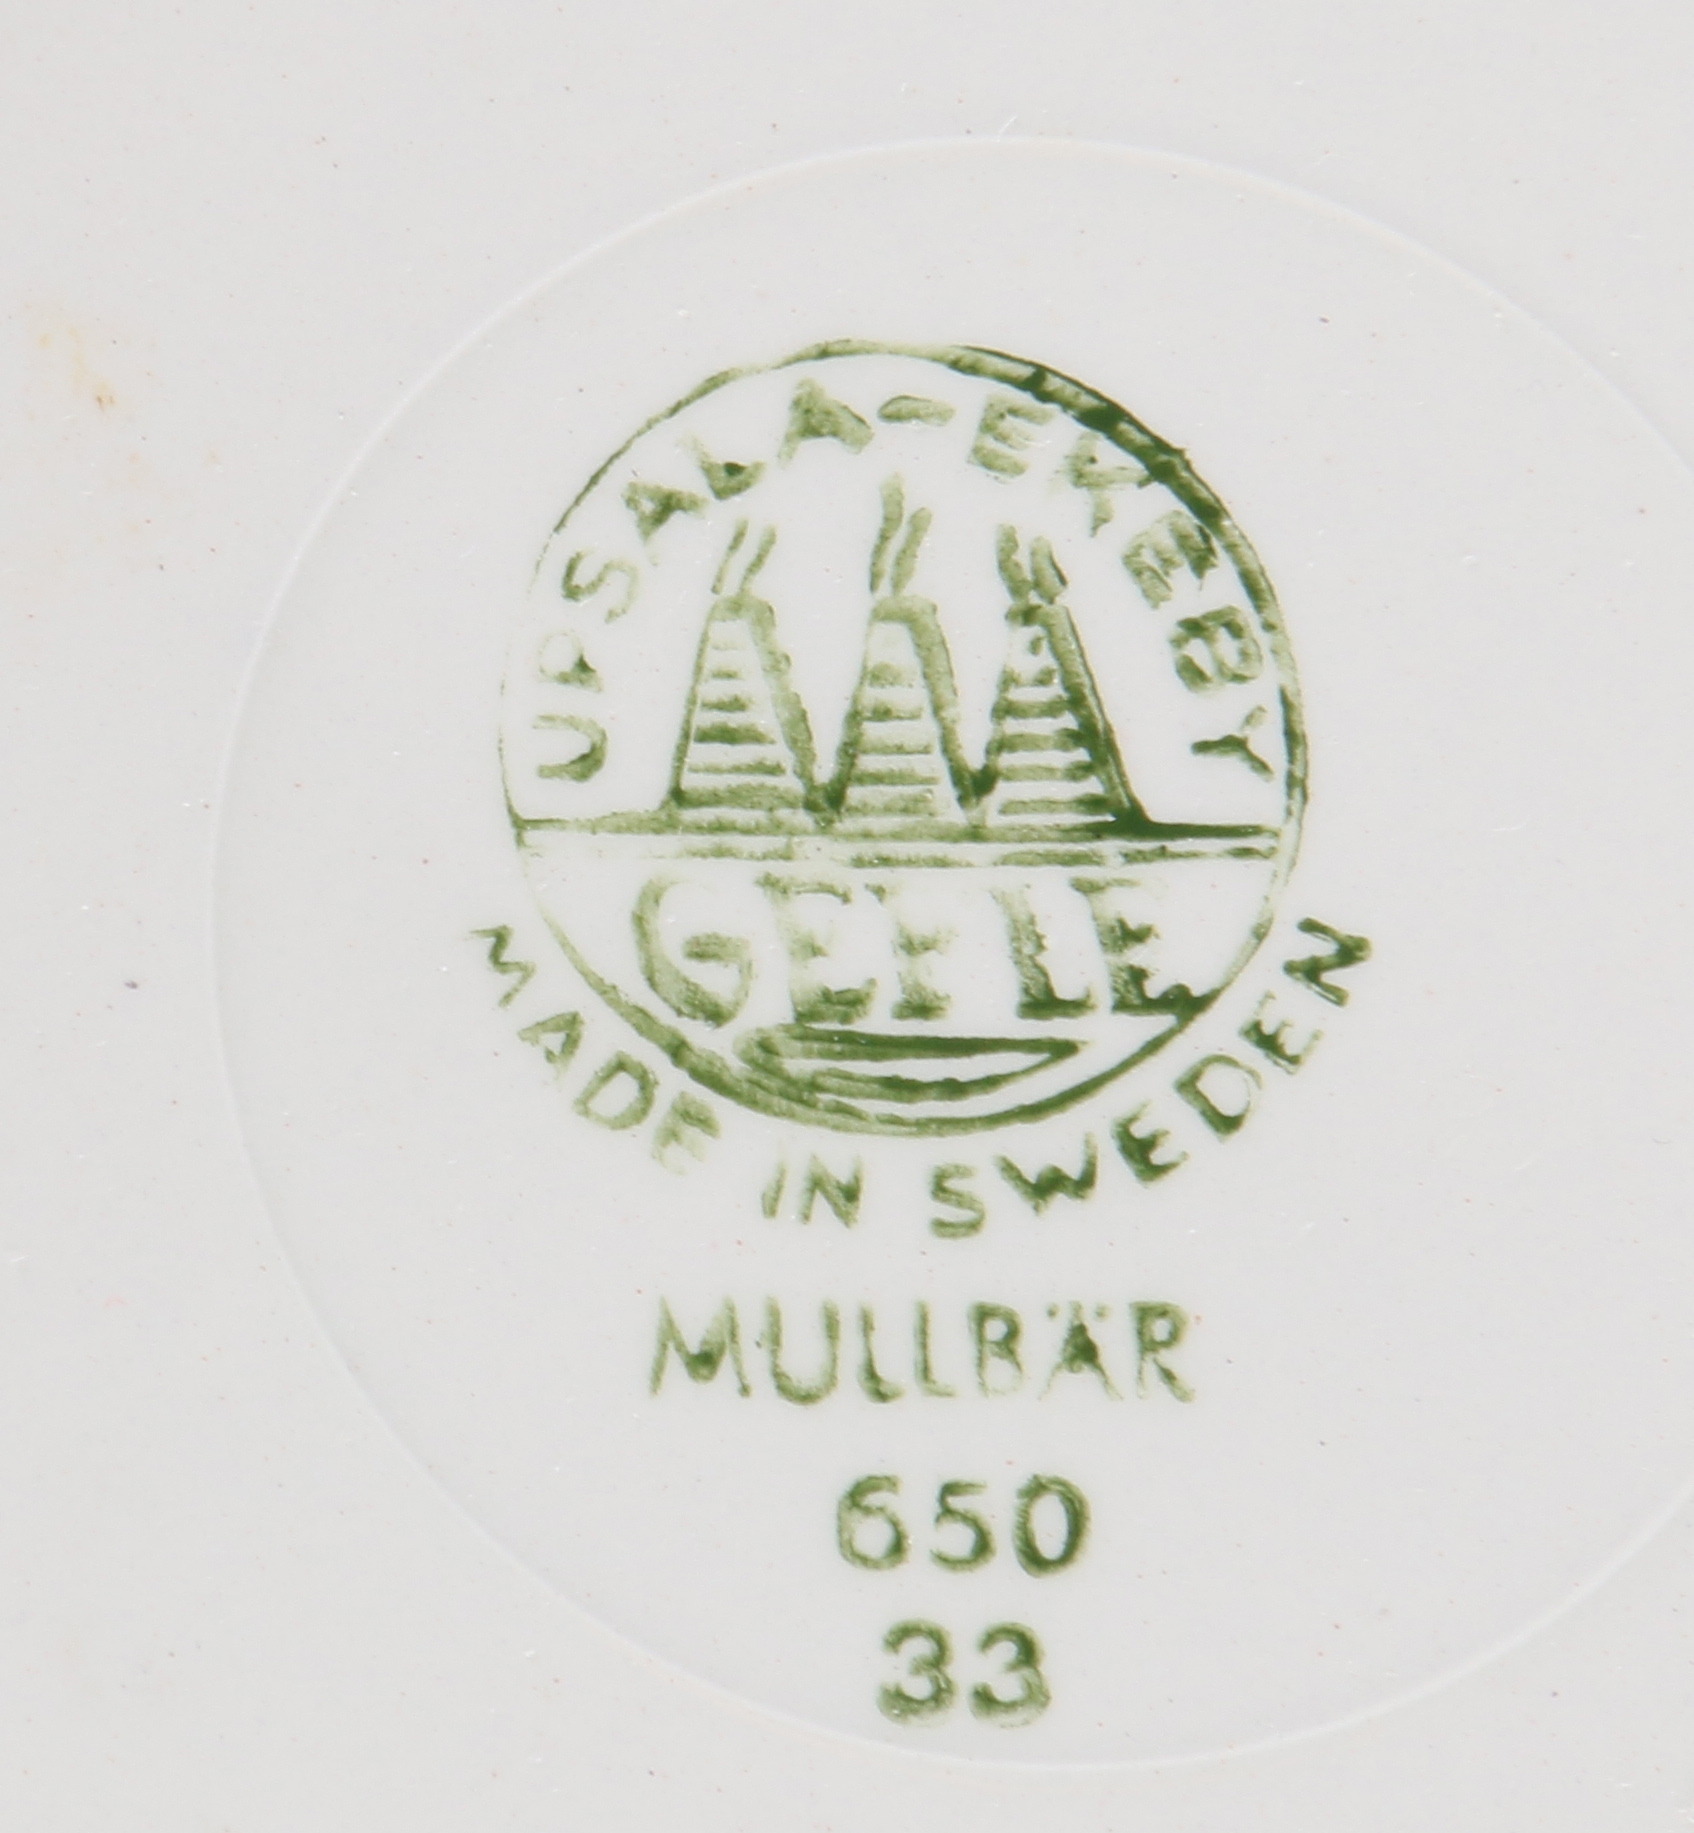 UPSALA-EKEBY
GEFLE
MADE IN SWEDEN
MULLBÄR
650
33